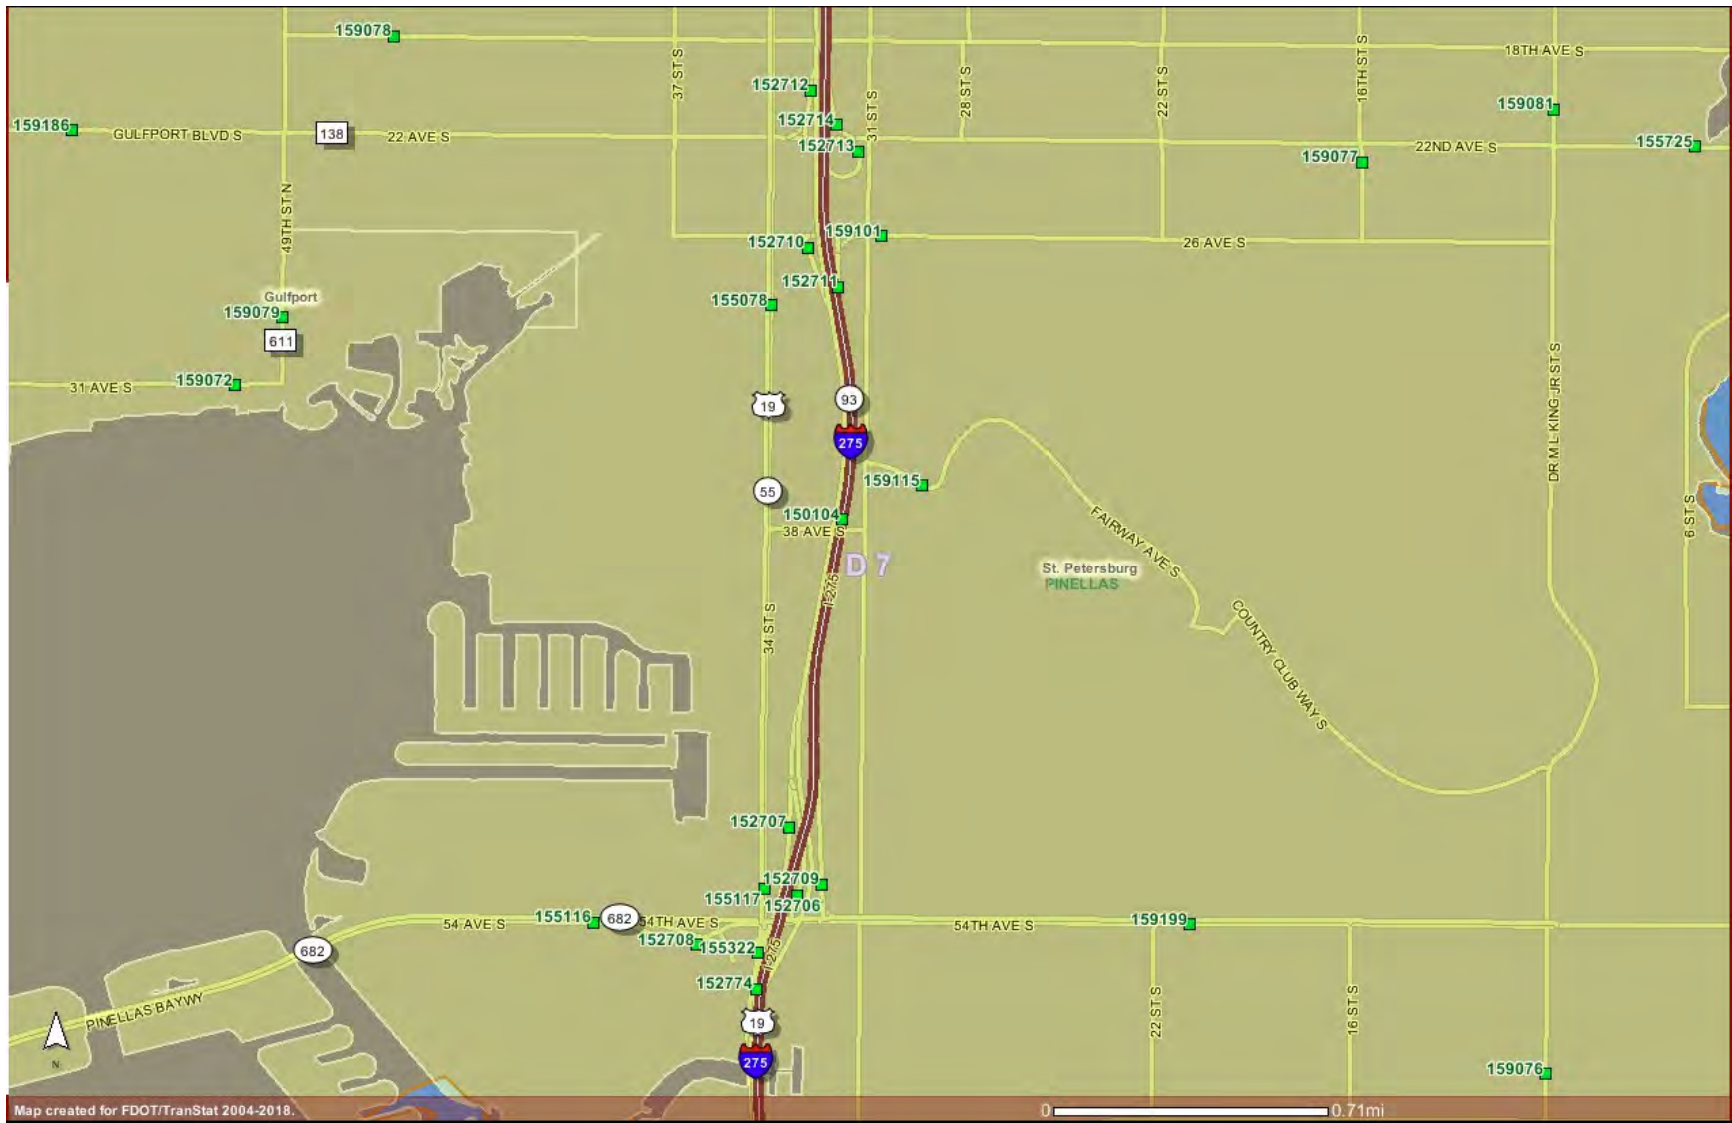 159078
18TH AVE S
37 ST S
152712
28 ST S
22 ST S
16TH ST S
31 ST S
159081
159186
GULFPORT BLVD S
138
22 AVE S
152714
152713
159077
22ND AVE S
155725
49TH ST N
152710
159101
26 AVE S
152711
155078
Gulfport
159079
611
31 AVE S
159072
19
93
275
DR M L KING JR ST S
159115
55
150104
38 AVE S
6 ST S
FAIRWAY AVE S
D 7
St. Petersburg
PINELLAS
I-275
34 ST S
COUNTRY CLUB WAY S
152707
152709
155117
152706
155116
682
54 AVE S
54TH AVE S
54TH AVE S
159199
152708
155322
682
I-275
152774
PINELLAS BAYWY
19
22 ST S
16 ST S
N
275
159076
Map created for FDOT/TranStat 2004-2018.
0
0.71mi